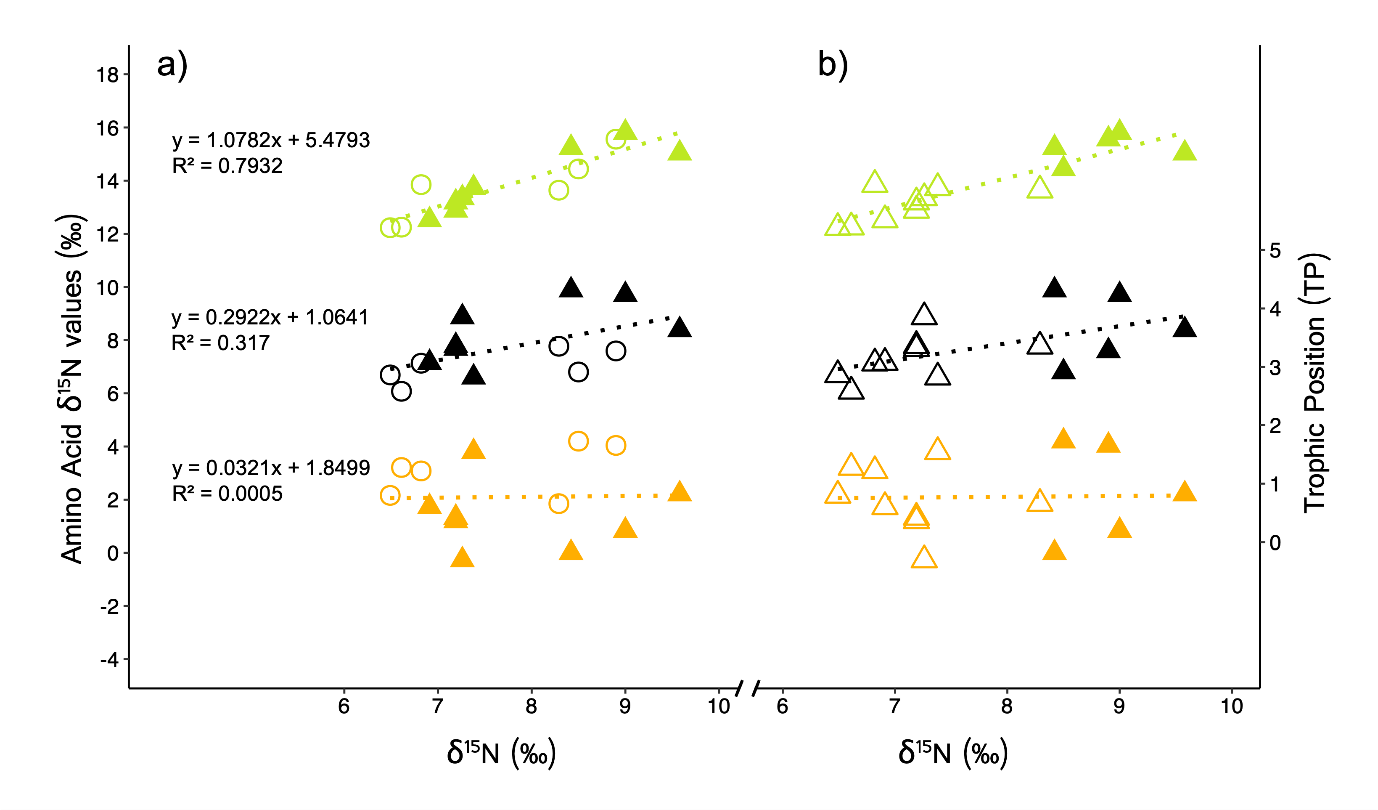 a)
b)
18
16
14
12
10
8
6
4
2
0
-2
-4
Amino Acid δ¹⁵N values (‰)
y = 1.0782x + 5.4793
R² = 0.7932
y = 0.2922x + 1.0641
R² = 0.317
y = 0.0321x + 1.8499
R² = 0.0005
5
4
3
2
1
0
Trophic Position (TP)
6 7 8 9 10
6 7 8 9 10
δ¹⁵N (‰)
δ¹⁵N (‰)